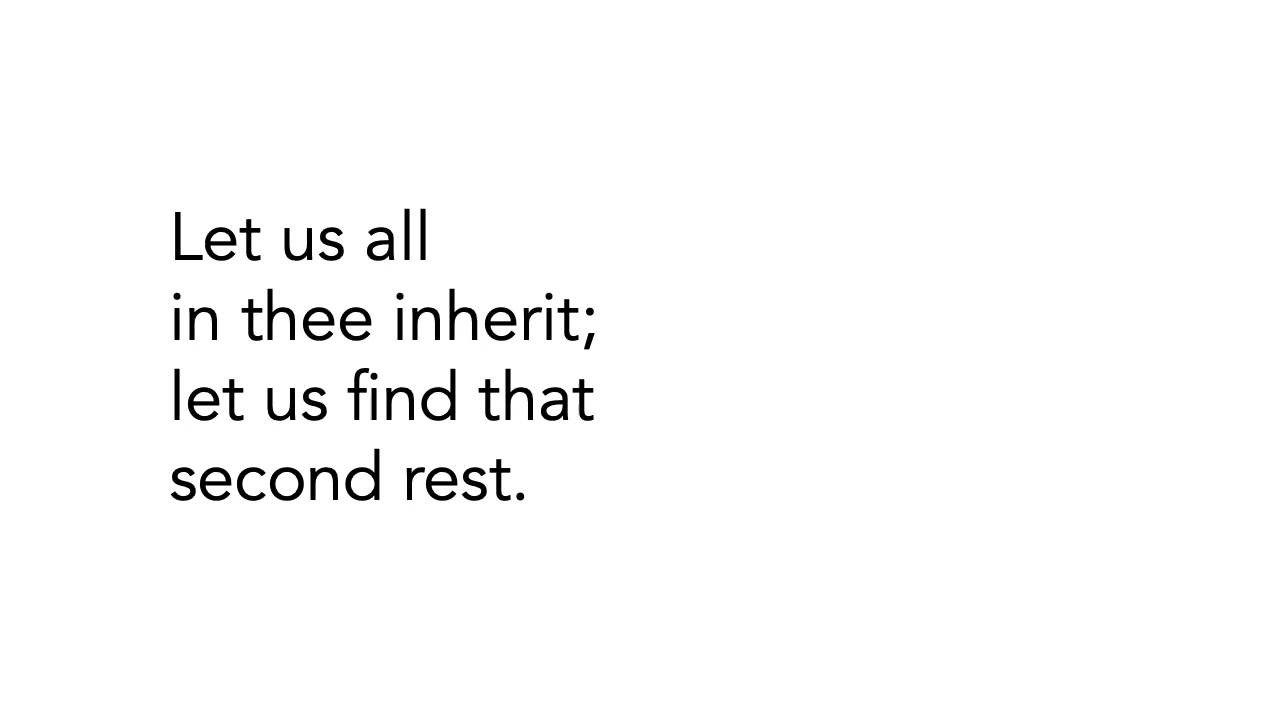 Let us all
in thee inherit;
let us find that
second rest.